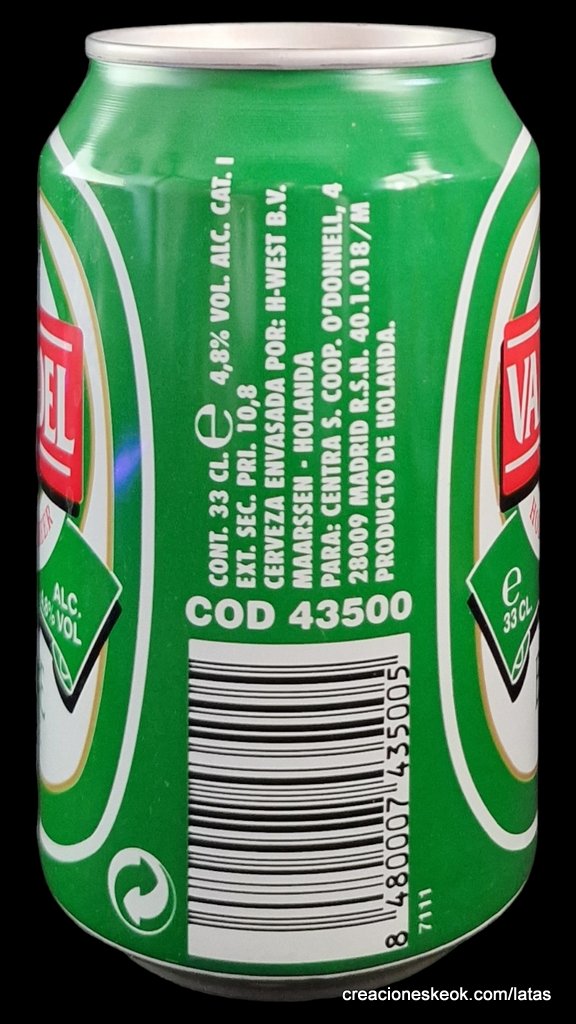 CONT. 33 CL. ℮ 4,8% VOL. ALC. CAT. I
EXT. SEC. PRI. 10,8
CERVEZA ENVASADA POR: H-WEST B.V.
MAARSSEN - HOLANDA
PARA: CENTRA S. COOP. O'DONNELL, 4
28009 MADRID R.S.N. 40.1.018/M
PRODUCTO DE HOLANDA.
COD 43500
8 480007 435005
7111
ALC.
% VOL
VA
℮
33 CL
creacioneskeok.com/latas